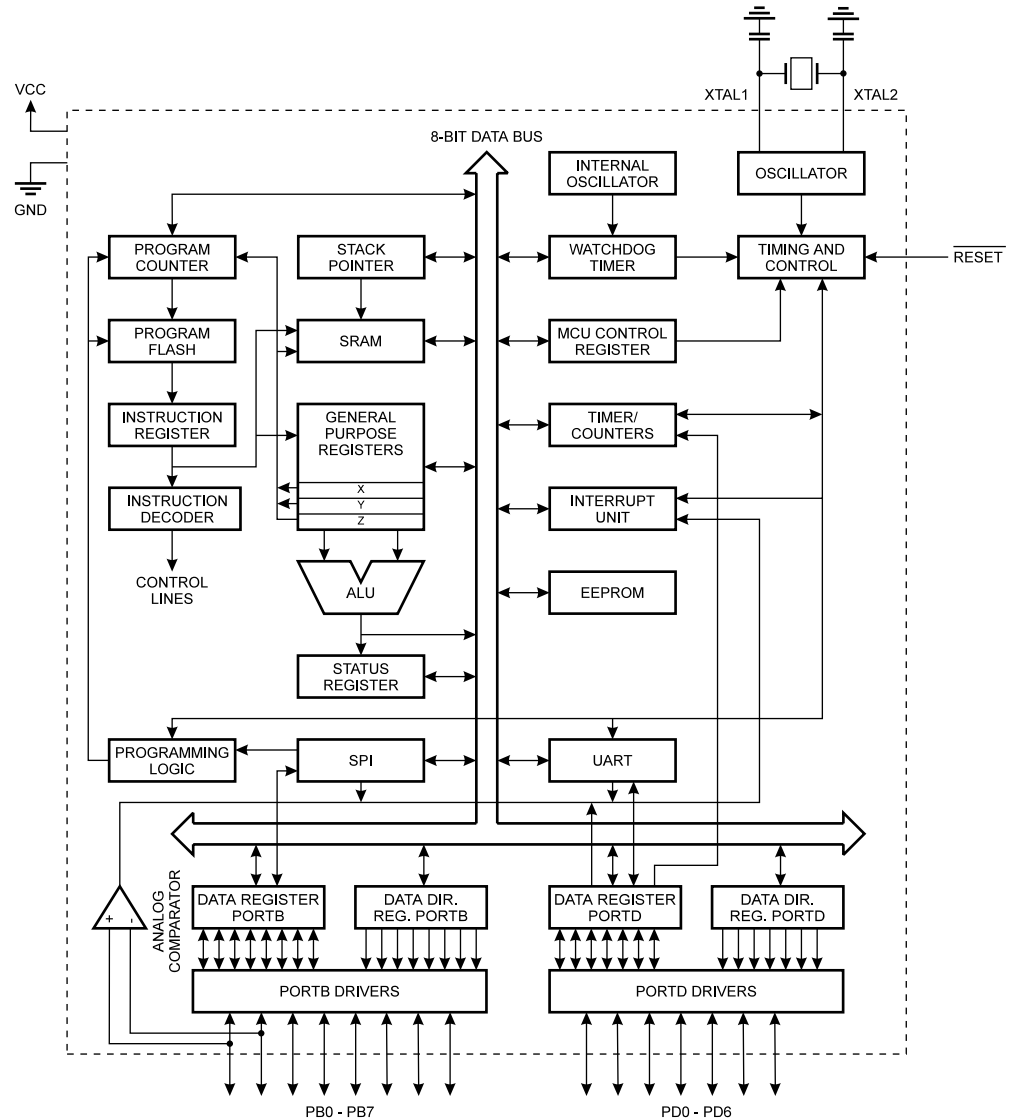 XTAL1
XTAL2
VCC
GND
8-BIT DATA BUS
INTERNAL
OSCILLATOR
OSCILLATOR
PROGRAM
COUNTER
STACK
POINTER
WATCHDOG
TIMER
TIMING AND
CONTROL
RESET
PROGRAM
FLASH
SRAM
MCU CONTROL
REGISTER
INSTRUCTION
REGISTER
GENERAL
PURPOSE
REGISTERS
X
Y
Z
TIMER/
COUNTERS
INSTRUCTION
DECODER
INTERRUPT
UNIT
CONTROL
LINES
ALU
EEPROM
STATUS
REGISTER
PROGRAMMING
LOGIC
SPI
UART
ANALOG
COMPARATOR
+
-
DATA REGISTER
PORTB
DATA DIR.
REG. PORTB
DATA REGISTER
PORTD
DATA DIR.
REG. PORTD
PORTB DRIVERS
PORTD DRIVERS
PB0 - PB7
PD0 - PD6